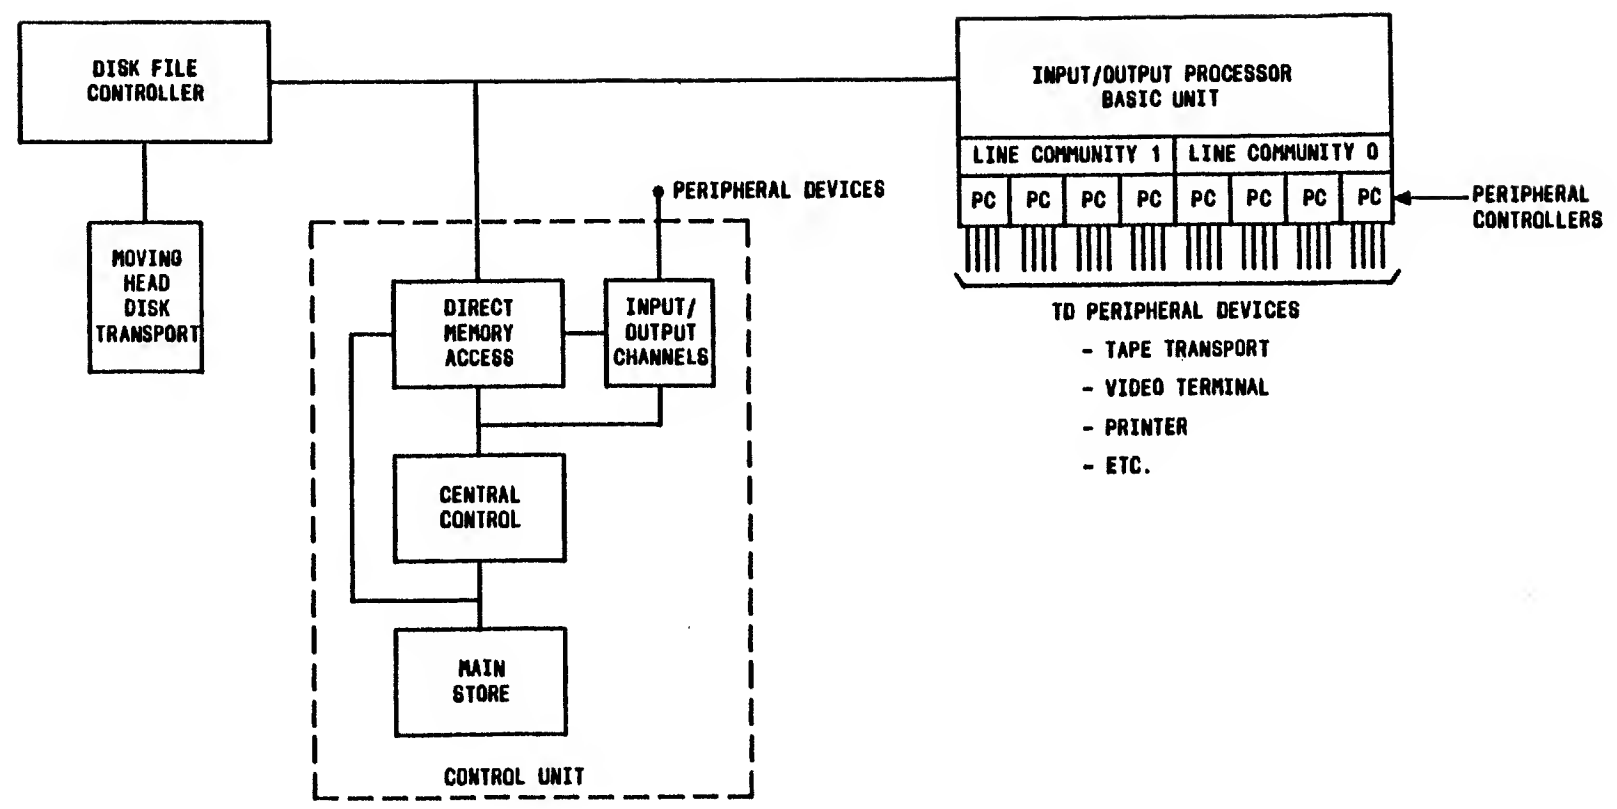 DISK FILE
CONTROLLER
INPUT/OUTPUT PROCESSOR
BASIC UNIT
LINE COMMUNITY 1
LINE COMMUNITY 0
PC
PC
PC
PC
PC
PC
PC
PC
PERIPHERAL
CONTROLLERS
TO PERIPHERAL DEVICES
- TAPE TRANSPORT
- VIDEO TERMINAL
- PRINTER
- ETC.
MOVING
HEAD
DISK
TRANSPORT
PERIPHERAL DEVICES
DIRECT
MEMORY
ACCESS
INPUT/
OUTPUT
CHANNELS
CENTRAL
CONTROL
MAIN
STORE
CONTROL UNIT